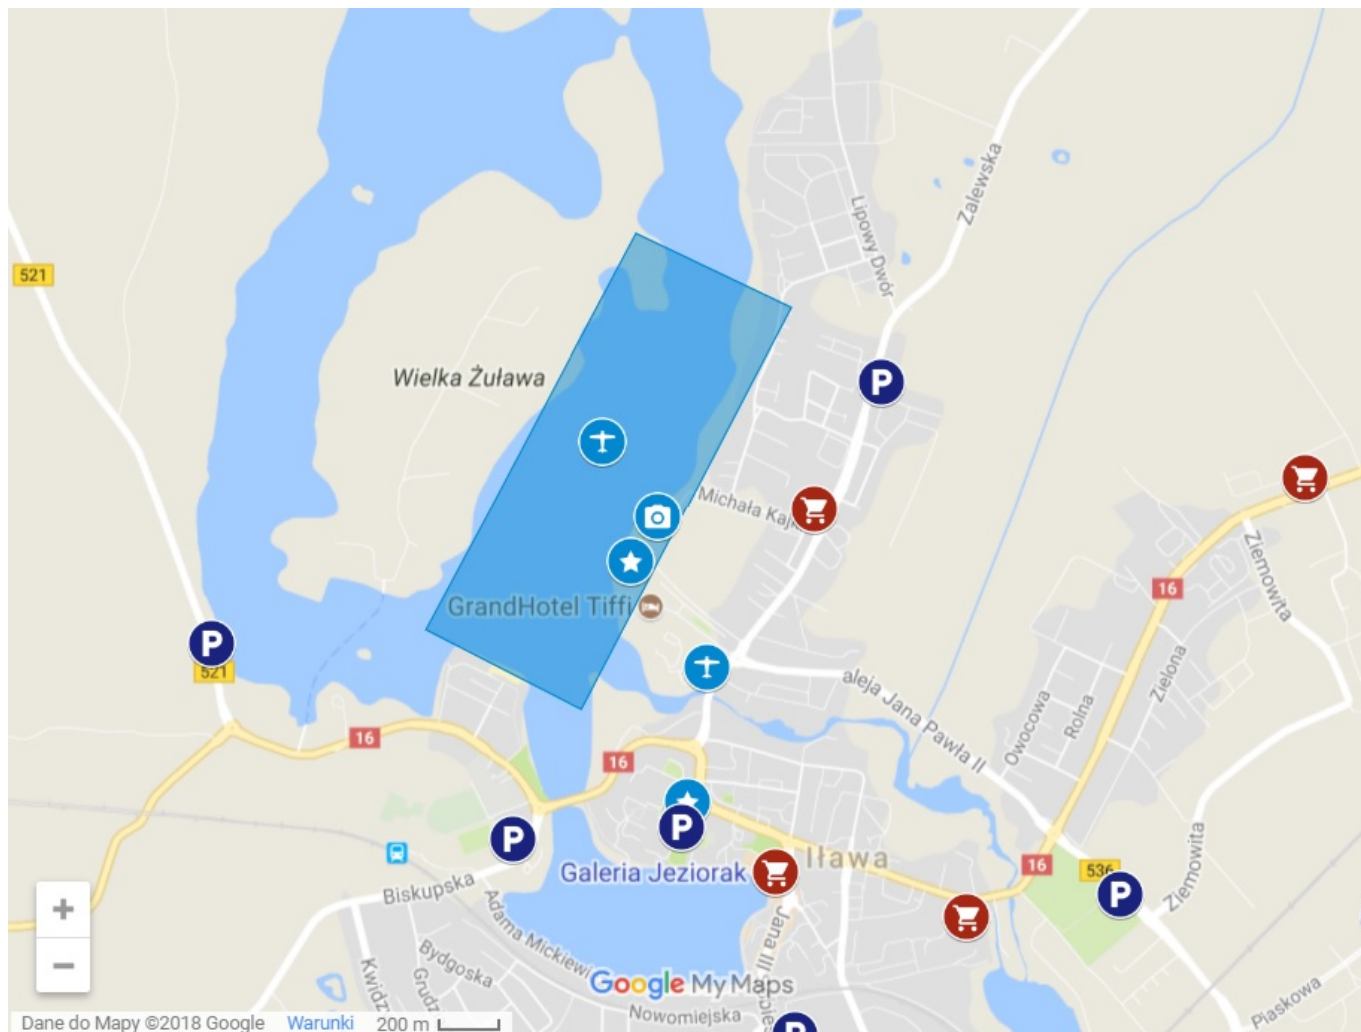 521
Lipowy Dwór
Zalewska
Wielka Żuława
P
Michała Kajki
16
Ziemowita
GrandHotel Tiffi
P
521
aleja Jana Pawła II
Owocowa
Rolna
Zielona
16
16
P
P
Galeria Jeziorak
Iława
16
536
P
Ziemowita
Biskupska
Adama Mickiewi
Jana III
Bydgoska
Kwidz
Grudz
Google My Maps
Nowomiejska
Piaskowa
P
+
−
Dane do Mapy ©2018 Google Warunki 200 m